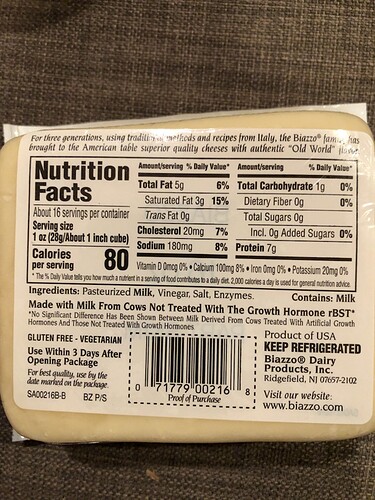 For three generations, using traditional methods and recipes from Italy, the Biazzo® family has
brought to the American table superior quality cheeses with authentic "Old World" flavor.
Nutrition
Facts
About 16 servings per container
Serving size
1 oz (28g/About 1 inch cube)
Calories
per serving
80
Amount/serving % Daily Value*
Total Fat 5g 6%
Saturated Fat 3g 15%
Trans Fat 0g
Cholesterol 20mg 7%
Sodium 180mg 8%
Amount/serving % Daily Value*
Total Carbohydrate 1g 0%
Dietary Fiber 0g 0%
Total Sugars 0g
Incl. 0g Added Sugars 0%
Protein 7g
Vitamin D 0mcg 0% • Calcium 100mg 8% • Iron 0mg 0% • Potassium 20mg 0%
* The % Daily Value tells you how much a nutrient in a serving of food contributes to a daily diet. 2,000 calories a day is used for general nutrition advice.
Ingredients: Pasteurized Milk, Vinegar, Salt, Enzymes.
Contains: Milk
Made with Milk From Cows Not Treated With The Growth Hormone rBST*
*No Significant Difference Has Been Shown Between Milk Derived From Cows Treated With Artificial Growth
Hormones And Those Not Treated With Growth Hormones
GLUTEN FREE - VEGETARIAN
Use Within 3 Days After
Opening Package
For best quality, use by the
date marked on the package.
SA00216B-B BZ P/S
0 71779 00216 8
Proof of Purchase
Product of USA
KEEP REFRIGERATED
Biazzo® Dairy
Products, Inc.
Ridgefield, NJ 07657-2102
Visit our website:
www.biazzo.com